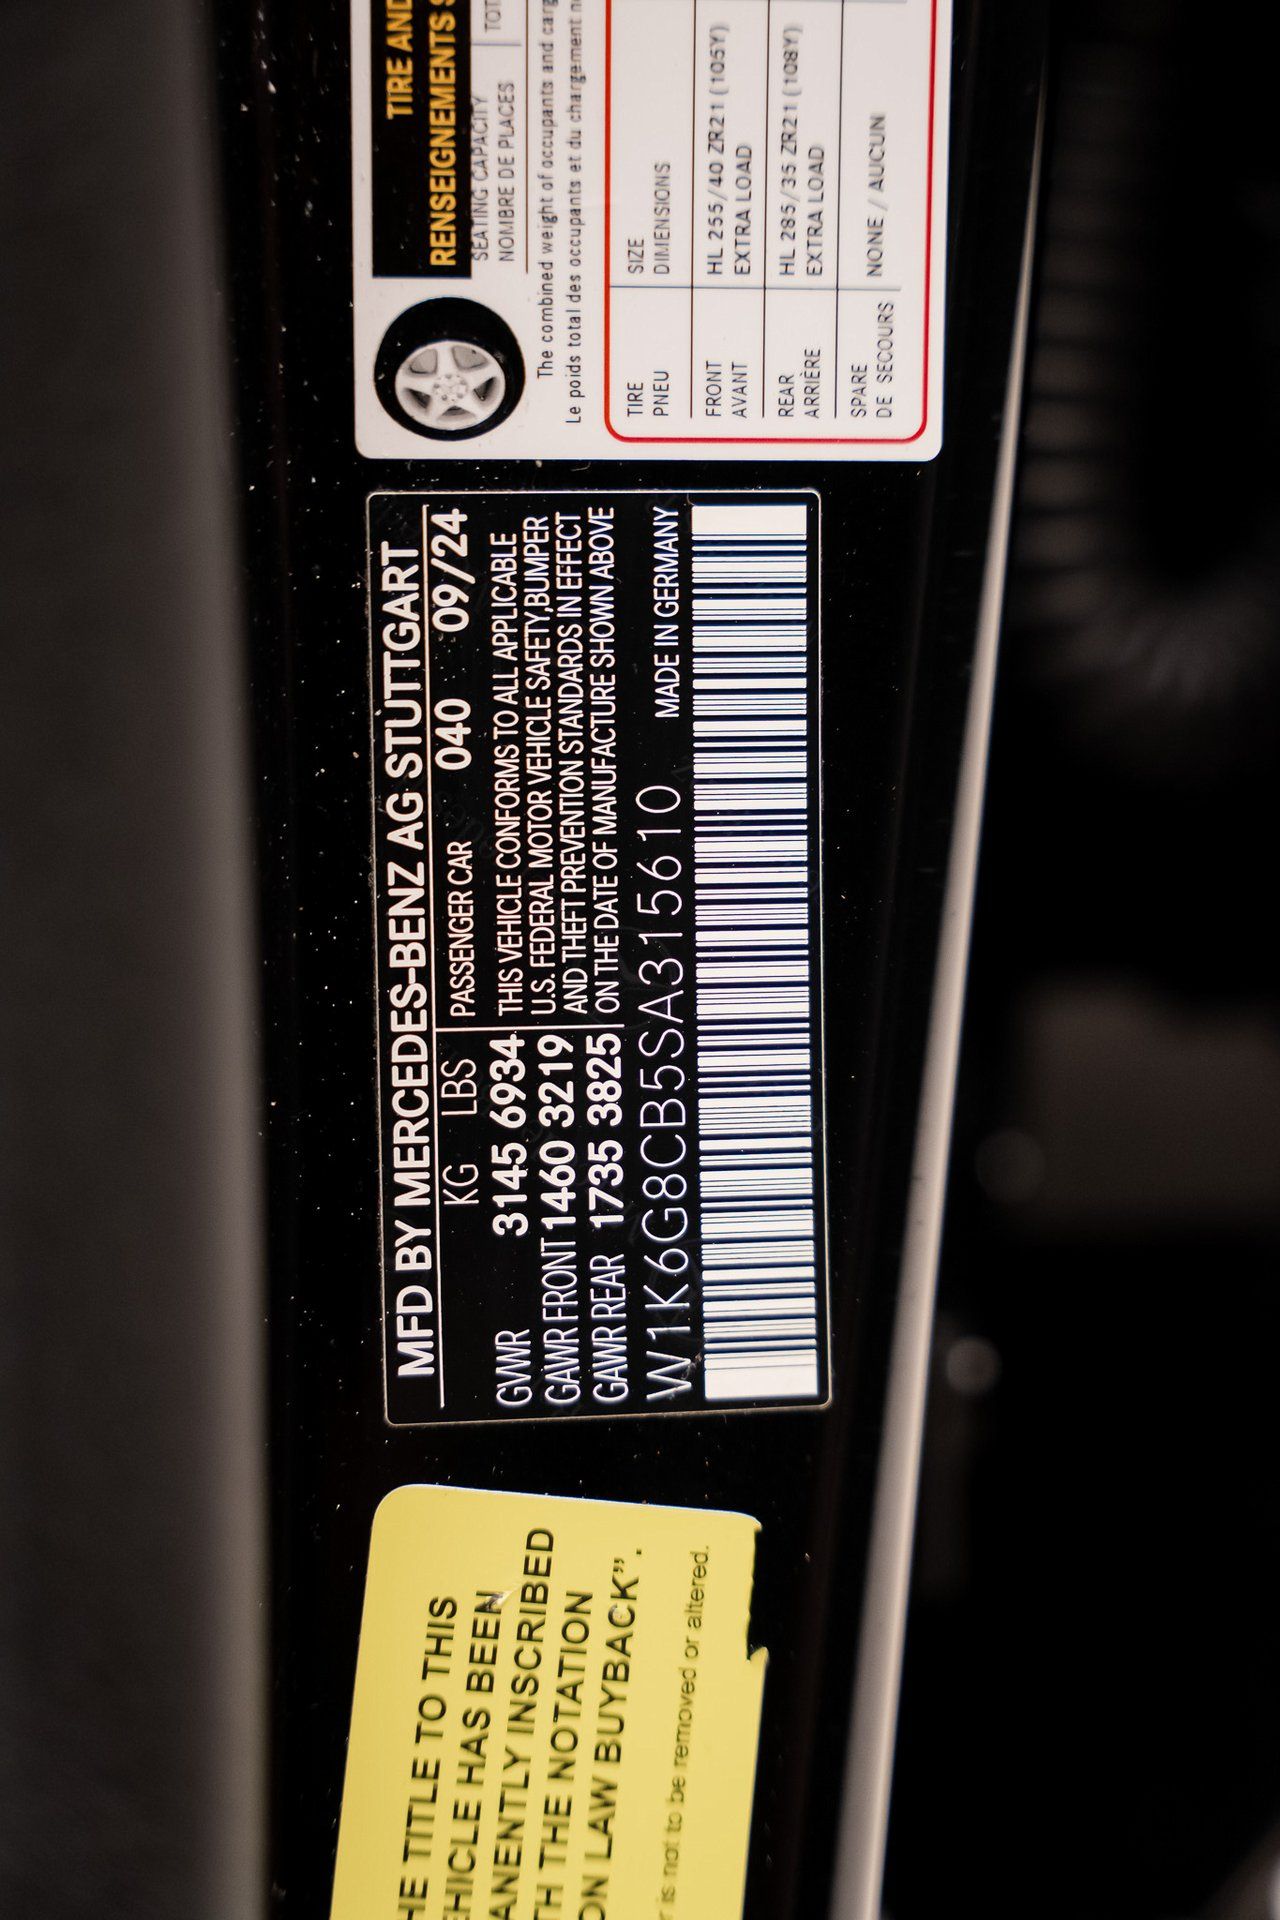 TIRE AND
RENSEIGNEMENTS
SEATING CAPACITY
NOMBRE DE PLACES
The combined weight of occupants and
Le poids total des occupants et du chargement
TIRE SIZE
PNEU DIMENSIONS
FRONT HL 255/40 ZR21 (105Y)
AVANT EXTRA LOAD
REAR HL 285/35 ZR21 (108Y)
ARRIÈRE EXTRA LOAD
SPARE NONE / AUCUN
DE SECOURS
MFD BY MERCEDES-BENZ AG STUTTGART
KG LBS PASSENGER CAR 040 09/24
GVWR 3145 6934 THIS VEHICLE CONFORMS TO ALL APPLICABLE
U.S. FEDERAL MOTOR VEHICLE SAFETY,BUMPER
GAWR FRONT 1460 3219 AND THEFT PREVENTION STANDARDS IN EFFECT
GAWR REAR 1735 3825 ON THE DATE OF MANUFACTURE SHOWN ABOVE
W1K6G8CB5SA315610 MADE IN GERMANY
TITLE TO THIS
HAS BEEN
INSCRIBED
THE NOTATION
LAW BUYBACK”.
is not to be removed or altered.